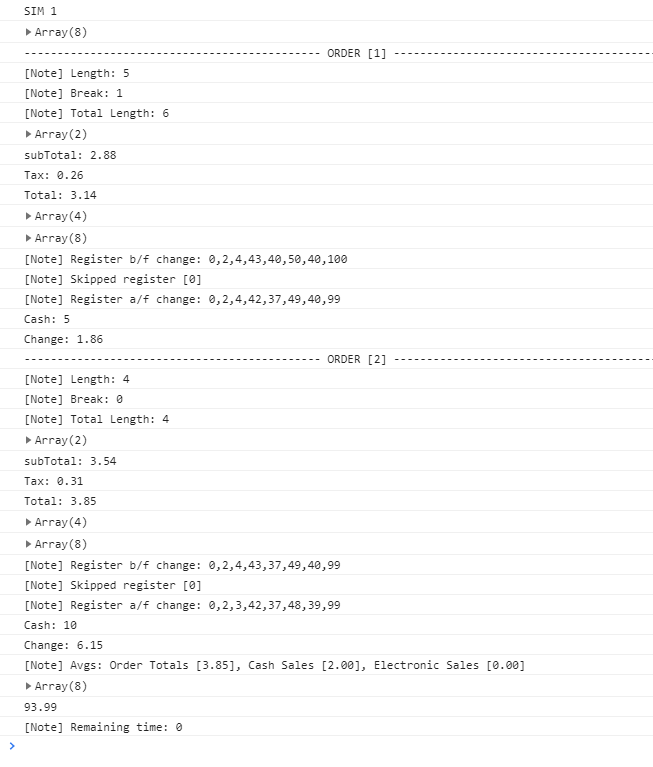 SIM 1
Array(8)
--------------------------------------------- ORDER [1] ---------------------------------------
[Note] Length: 5
[Note] Break: 1
[Note] Total Length: 6
Array(2)
subTotal: 2.88
Tax: 0.26
Total: 3.14
Array(4)
Array(8)
[Note] Register b/f change: 0,2,4,43,40,50,40,100
[Note] Skipped register [0]
[Note] Register a/f change: 0,2,4,42,37,49,40,99
Cash: 5
Change: 1.86
--------------------------------------------- ORDER [2] ---------------------------------------
[Note] Length: 4
[Note] Break: 0
[Note] Total Length: 4
Array(2)
subTotal: 3.54
Tax: 0.31
Total: 3.85
Array(4)
Array(8)
[Note] Register b/f change: 0,2,4,43,37,49,40,99
[Note] Skipped register [0]
[Note] Register a/f change: 0,2,3,42,37,48,39,99
Cash: 10
Change: 6.15
[Note] Avgs: Order Totals [3.85], Cash Sales [2.00], Electronic Sales [0.00]
Array(8)
93.99
[Note] Remaining time: 0